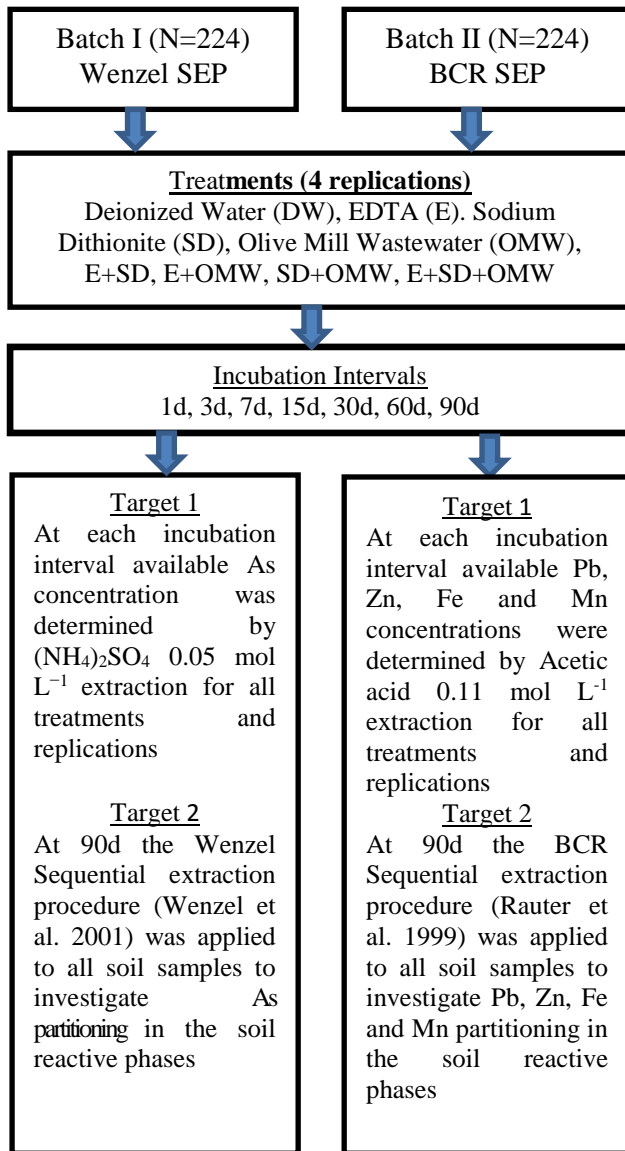 Batch I (N=224)
Wenzel SEP
Batch II (N=224)
BCR SEP
Treatments (4 replications)
Deionized Water (DW), EDTA (E). Sodium
Dithionite (SD), Olive Mill Wastewater (OMW),
E+SD, E+OMW, SD+OMW, E+SD+OMW
Incubation Intervals
1d, 3d, 7d, 15d, 30d, 60d, 90d
Target 1
At each incubation
interval available As
concentration was
determined by
(NH₄)₂SO₄ 0.05 mol
L⁻¹ extraction for all
treatments and
replications
Target 2
At 90d the Wenzel
Sequential extraction
procedure (Wenzel et
al. 2001) was applied
to all soil samples to
investigate As
partitioning in the soil
reactive phases
Target 1
At each incubation
interval available Pb,
Zn, Fe and Mn
concentrations were
determined by Acetic
acid 0.11 mol L⁻¹
extraction for all
treatments and
replications
Target 2
At 90d the BCR
Sequential extraction
procedure (Rauter et
al. 1999) was applied
to all soil samples to
investigate Pb, Zn, Fe
and Mn partitioning in
the soil reactive
phases